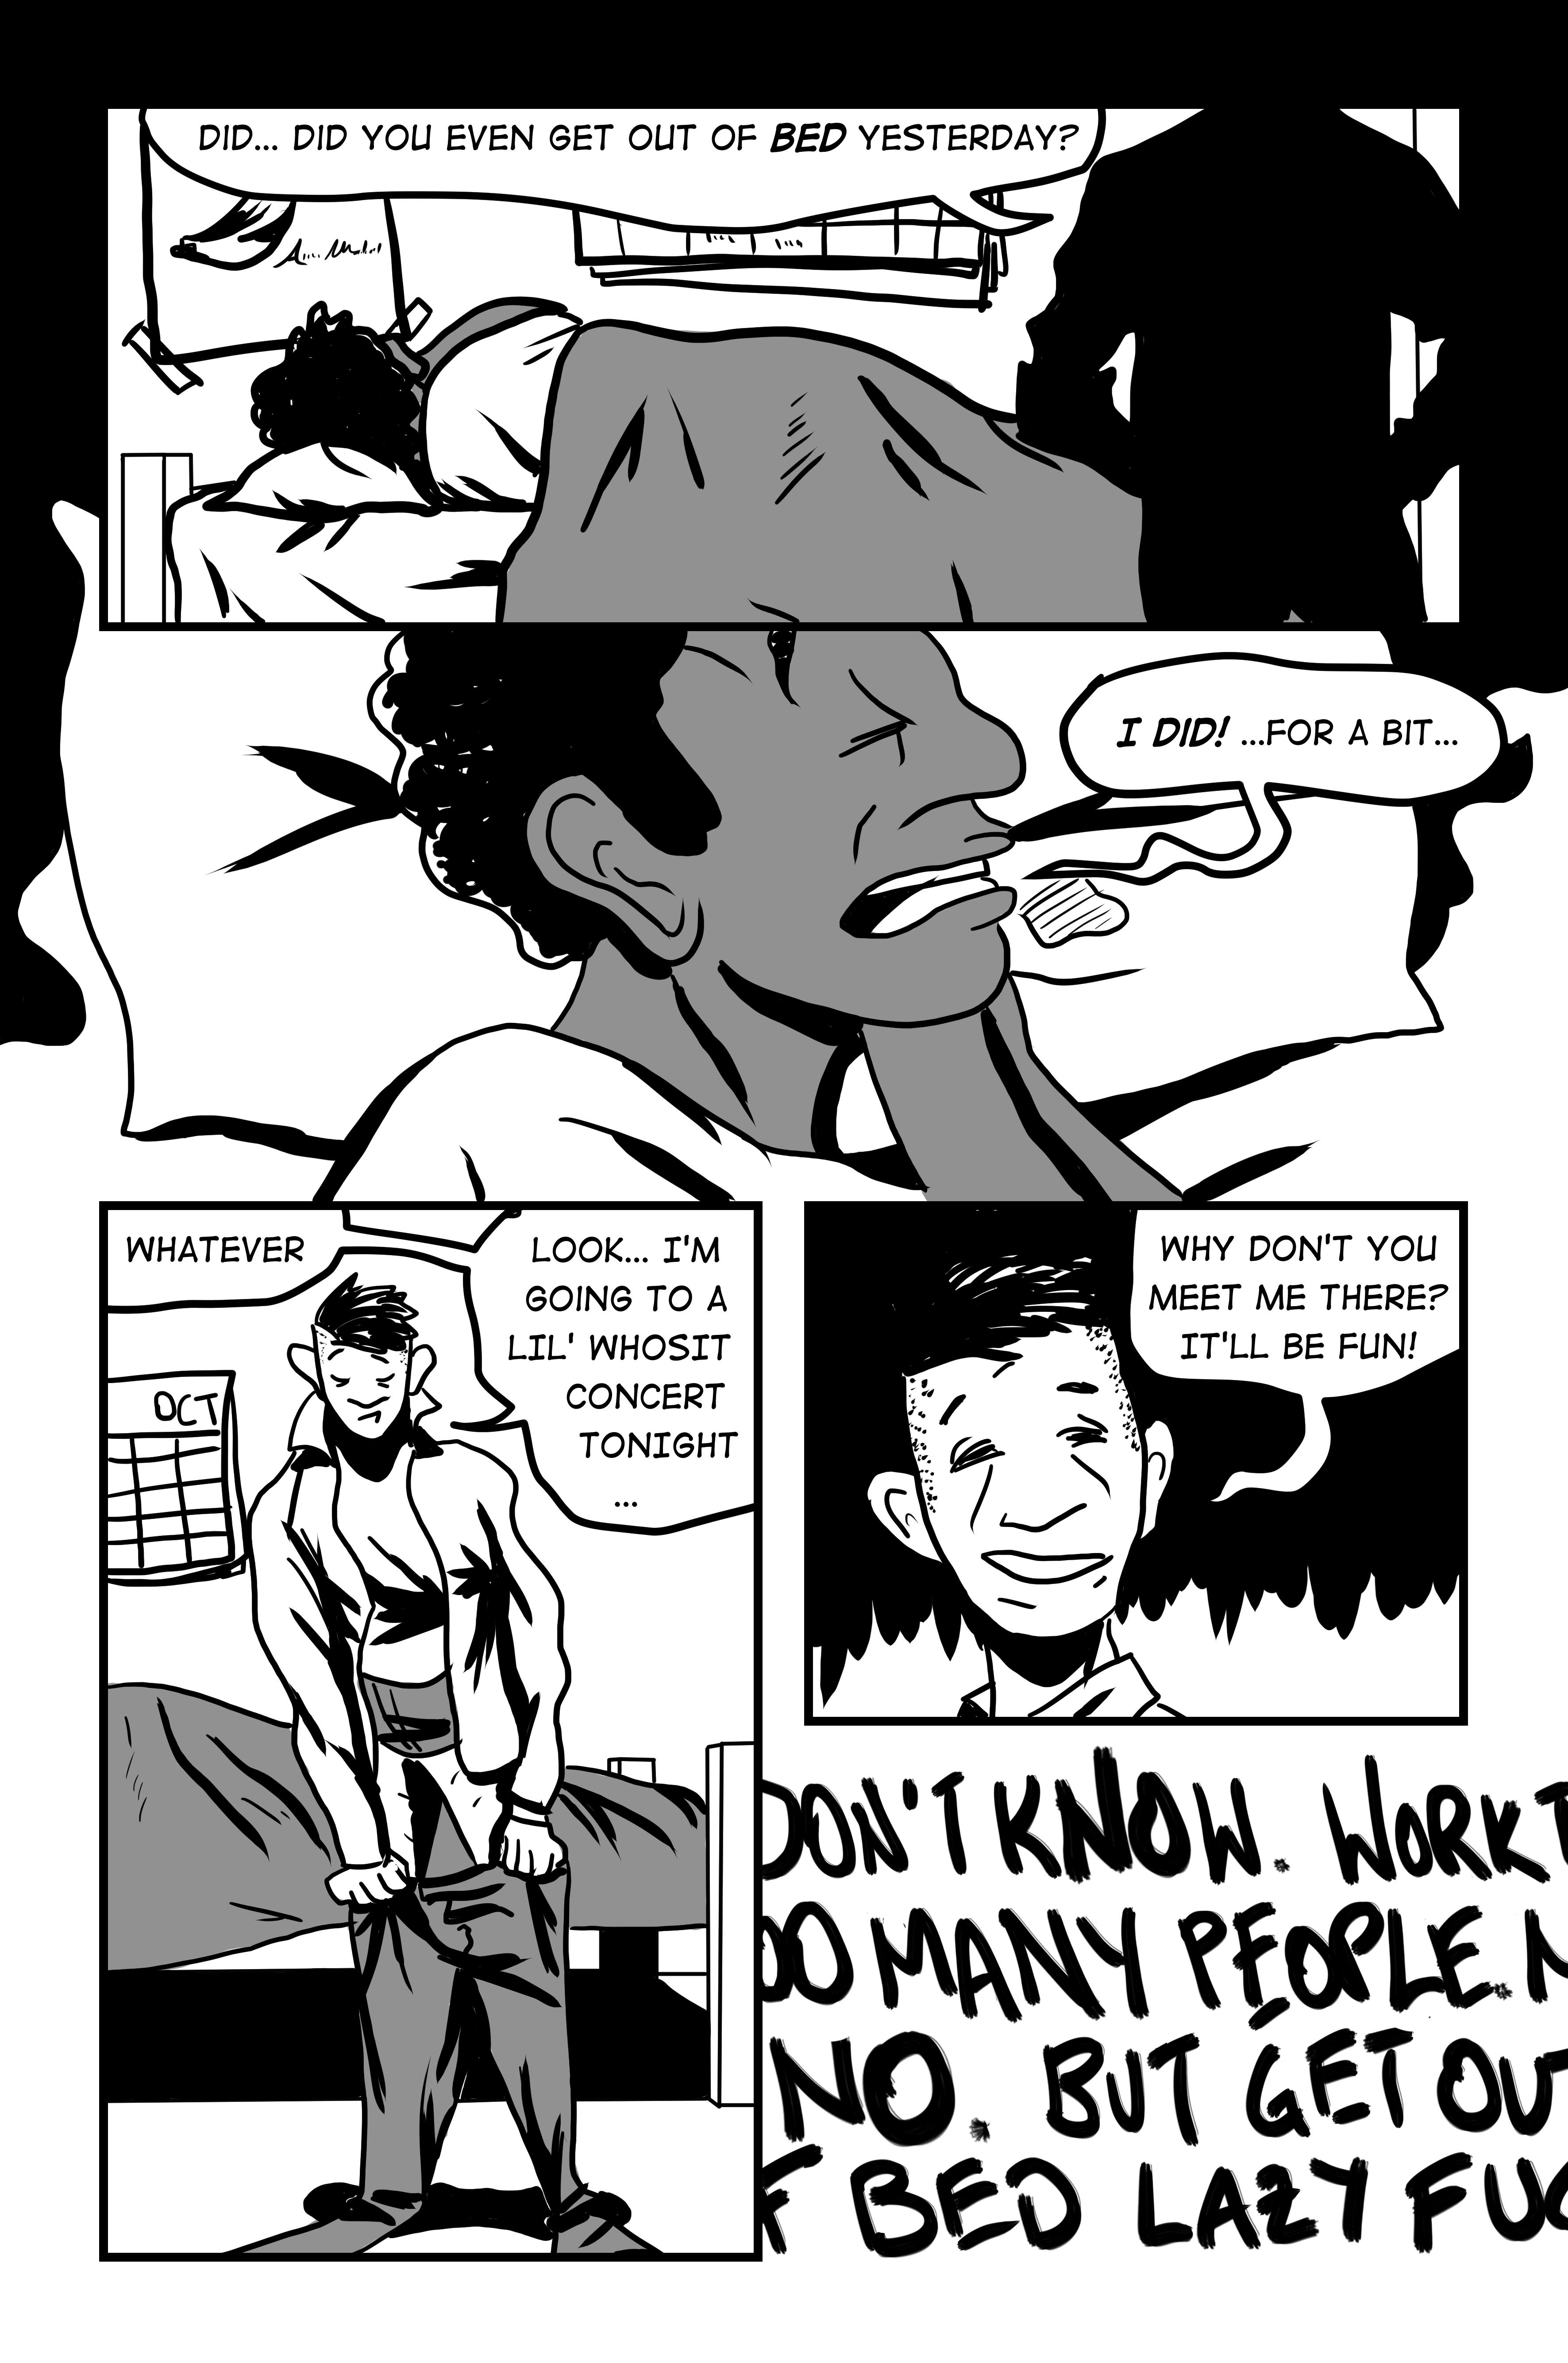 DID... DID YOU EVEN GET OUT OF BED YESTERDAY?
I DID! ...FOR A BIT...
WHATEVER
LOOK... I'M
GOING TO A
LIL' WHOSIT
CONCERT
TONIGHT
...
OCT
WHY DON'T YOU
MEET ME THERE?
IT'LL BE FUN!
DON'T KNOW. WORK T
OO MANY PEOPLE. N
NO. BUT GET OU
F BED LAZY FUC